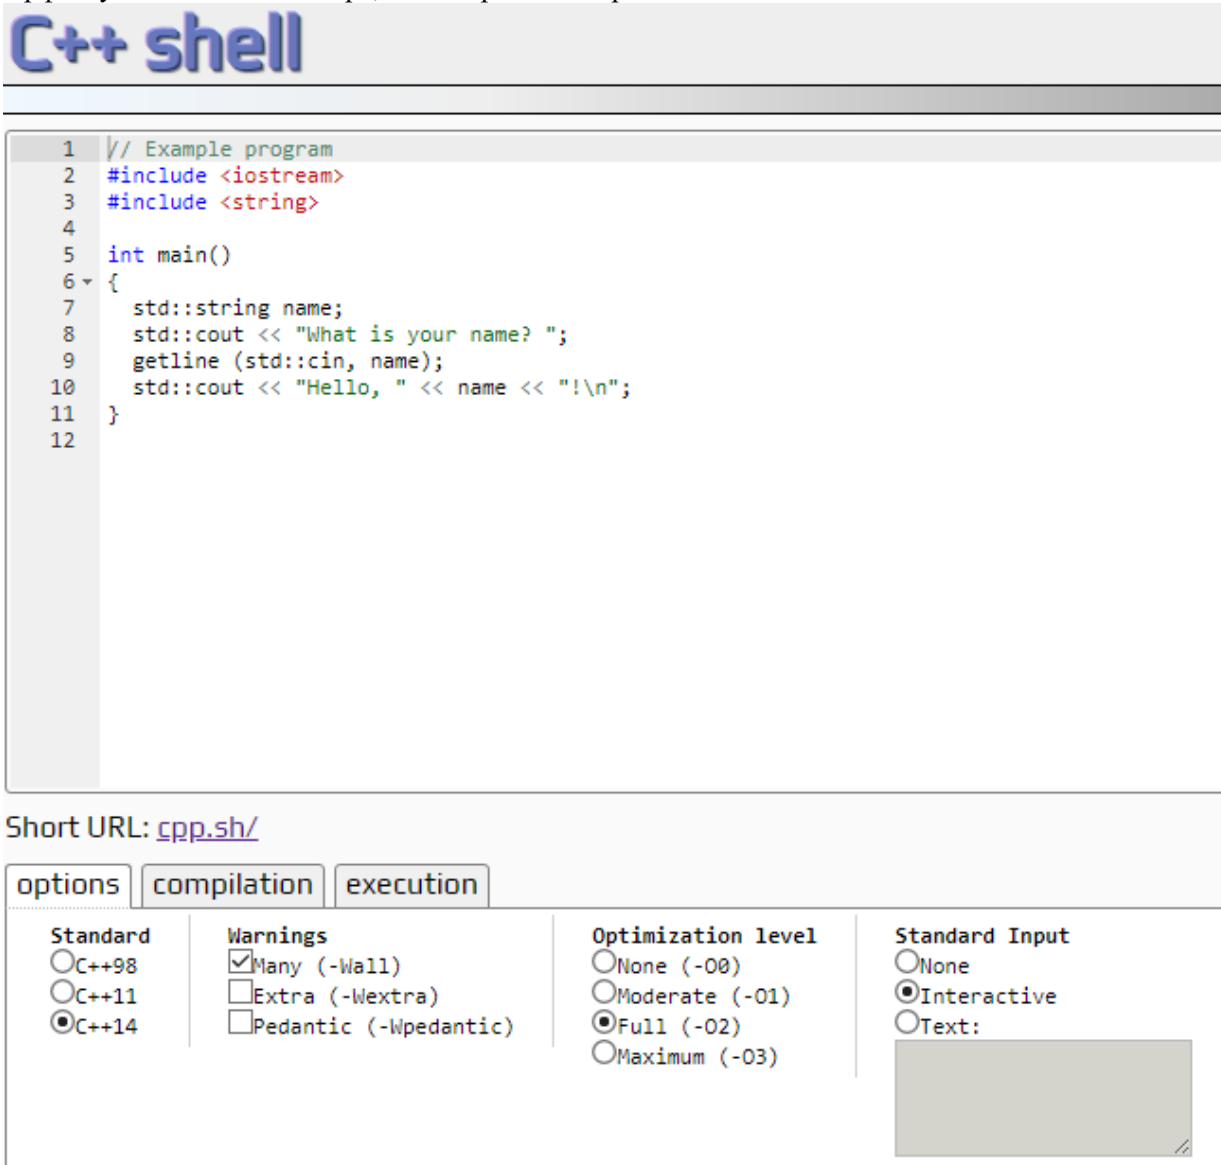 C++ shell
1 // Example program
2 #include <iostream>
3 #include <string>
4
5 int main()
6 {
7 std::string name;
8 std::cout << "What is your name? ";
9 getline (std::cin, name);
10 std::cout << "Hello, " << name << "!\n";
11 }
12
Short URL: cpp.sh/
options compilation execution
Standard Warnings Optimization level Standard Input
C++98 Many (-Wall) None (-O0) None
C++11 Extra (-Wextra) Moderate (-O1) Interactive
C++14 Pedantic (-Wpedantic) Full (-O2) Text:
Maximum (-O3)